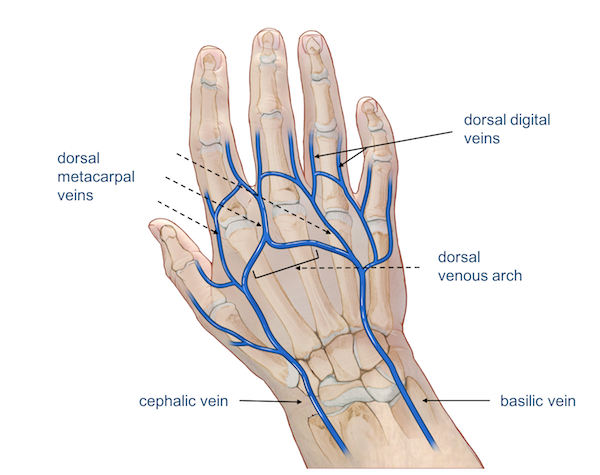 dorsal digital
veins
dorsal
metacarpal
veins
dorsal
venous arch
cephalic vein
basilic vein